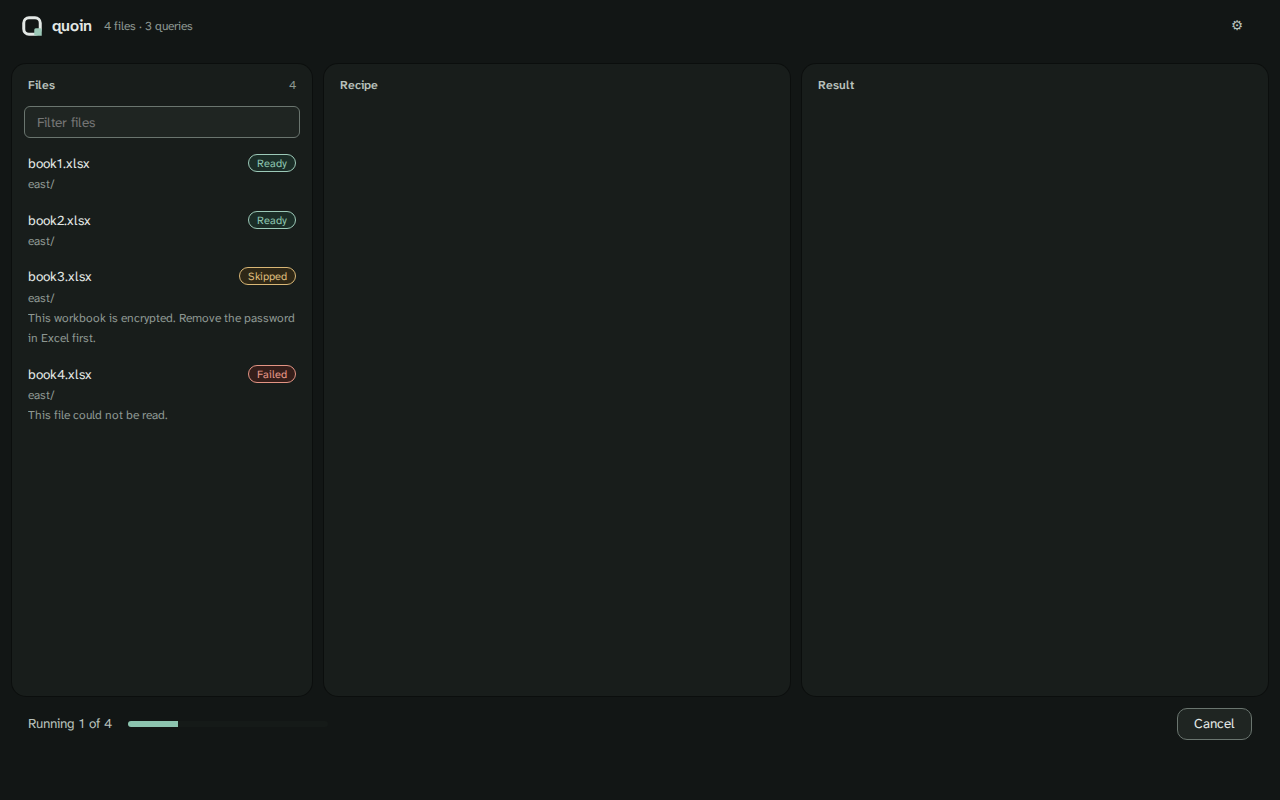 quoin 4 files · 3 queries ⚙
Files 4
Filter files
book1.xlsx Ready
east/
book2.xlsx Ready
east/
book3.xlsx Skipped
east/
This workbook is encrypted. Remove the password
in Excel first.
book4.xlsx Failed
east/
This file could not be read.
Recipe
Result
Running 1 of 4
Cancel